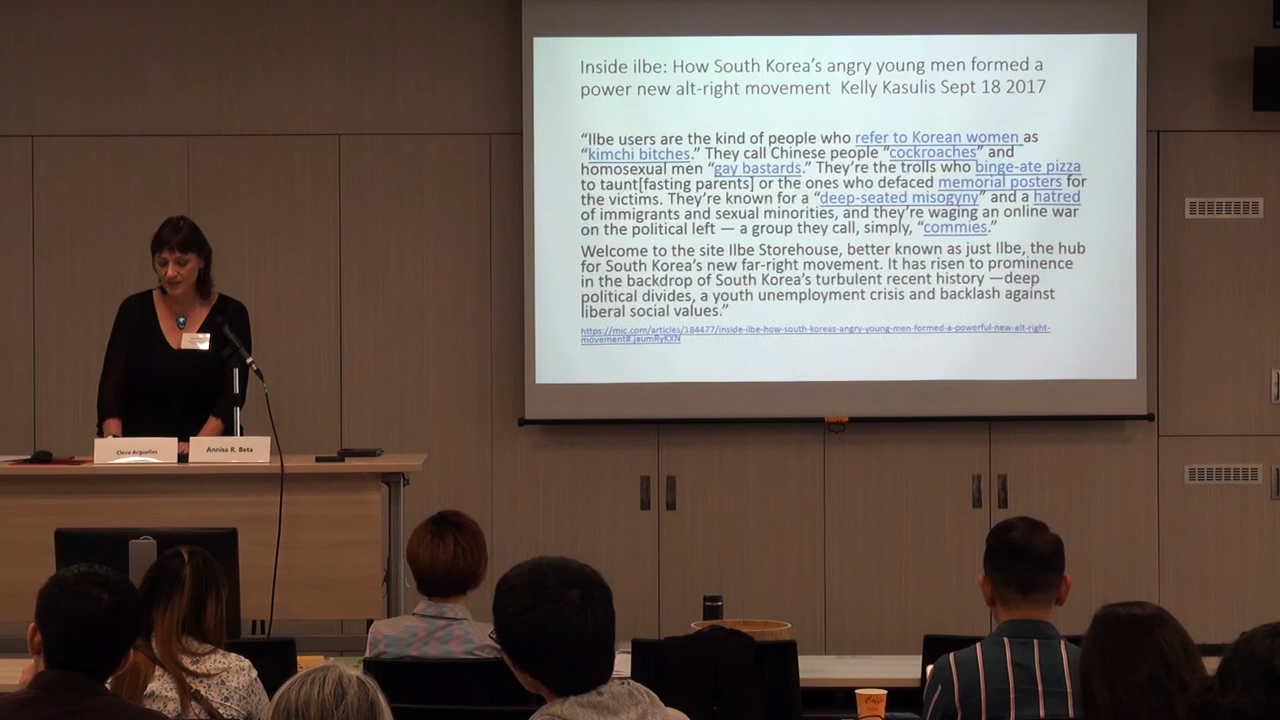 Inside ilbe: How South Korea's angry young men formed a
power new alt-right movement Kelly Kasulis Sept 18 2017
“Ilbe users are the kind of people who refer to Korean women as
“kimchi bitches.” They call Chinese people “cockroaches” and
homosexual men “gay bastards.” They're the trolls who binge-ate pizza
to taunt[fasting parents] or the ones who defaced memorial posters for
the victims. They're known for a “deep-seated misogyny” and a hatred
of immigrants and sexual minorities, and they're waging an online war
on the political left — a group they call, simply, “commies.”
Welcome to the site Ilbe Storehouse, better known as just Ilbe, the hub
for South Korea's new far-right movement. It has risen to prominence
in the backdrop of South Korea's turbulent recent history —deep
political divides, a youth unemployment crisis and backlash against
liberal social values.”
https://mic.com/articles/184477/inside-ilbe-how-south-koreas-angry-young-men-formed-a-powerful-new-alt-right-
movement#.jaumRyKXN
Cleve Arguelles
Annisa R. Beta